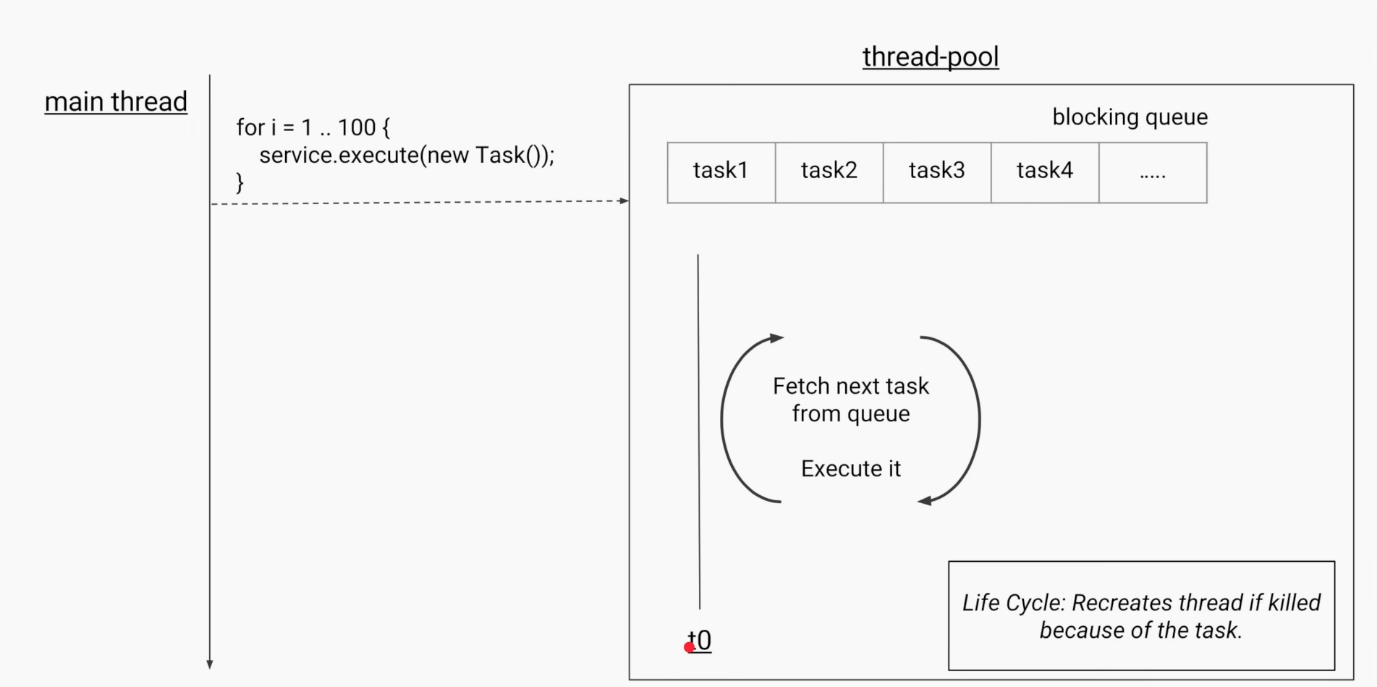 thread-pool
main thread
for i = 1 .. 100 {
service.execute(new Task());
}
blocking queue
task1 task2 task3 task4 .....
Fetch next task
from queue
Execute it
Life Cycle: Recreates thread if killed
because of the task.
t0